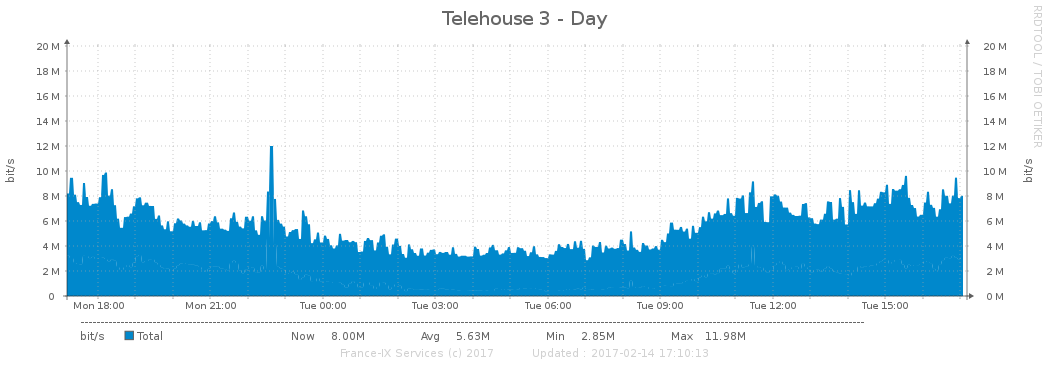 Telehouse 3 - Day
RRDTOOL / TOBI OETIKER
bit/s
20 M 20 M
18 M 18 M
16 M 16 M
14 M 14 M
12 M 12 M
10 M 10 M
8 M 8 M
6 M 6 M
4 M 4 M
2 M 2 M
0 0 M
bit/s
Mon 18:00 Mon 21:00 Tue 00:00 Tue 03:00 Tue 06:00 Tue 09:00 Tue 12:00 Tue 15:00
bit/s Total Now 8.00M Avg 5.63M Min 2.85M Max 11.98M
France-IX Services (c) 2017 Updated : 2017-02-14 17:10:13